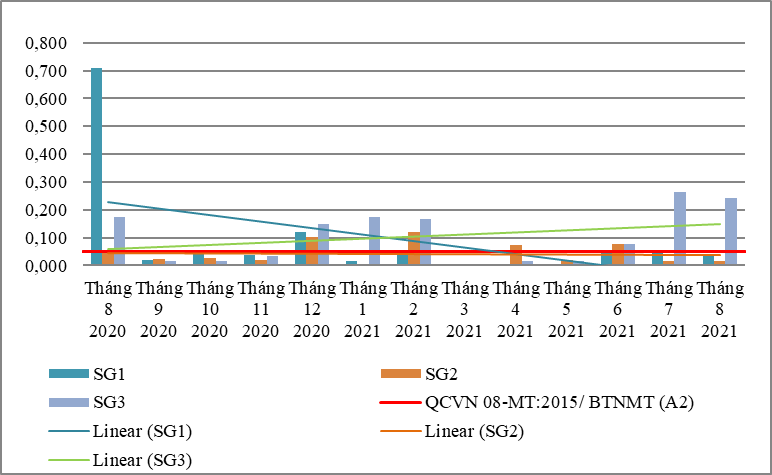 0,800
0,700
0,600
0,500
0,400
0,300
0,200
0,100
0,000
Tháng Tháng Tháng Tháng Tháng Tháng Tháng Tháng Tháng Tháng Tháng Tháng Tháng
8 9 10 11 12 1 2 3 4 5 6 7 8
2020 2020 2020 2020 2020 2021 2021 2021 2021 2021 2021 2021 2021
SG1 SG2
SG3 QCVN 08-MT:2015/ BTNMT (A2)
Linear (SG1) Linear (SG2)
Linear (SG3)